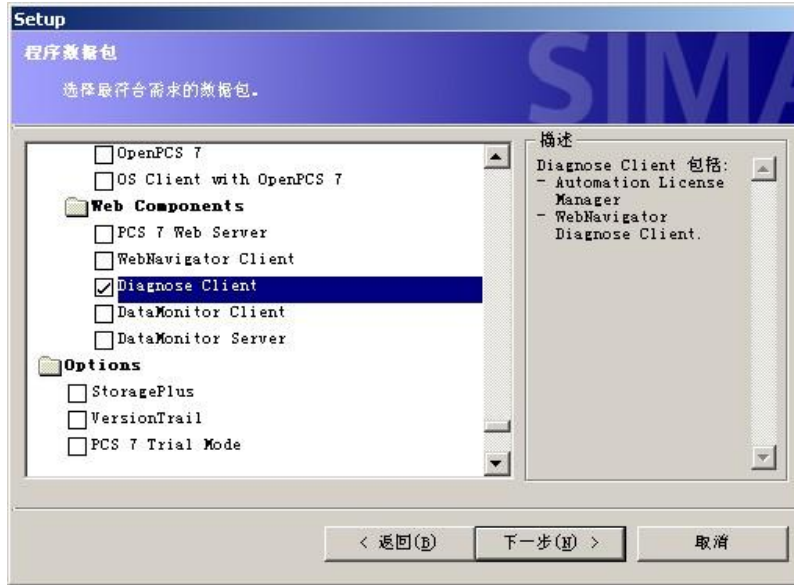 Setup
程序数据包
选择最符合需求的数据包。
SIMA
OpenPCS 7
OS Client with OpenPCS 7
Web Components
PCS 7 Web Server
WebNavigator Client
Diagnose Client
DataMonitor Client
DataMonitor Server
Options
StoragePlus
VersionTrail
PCS 7 Trial Mode
描述
Diagnose Client 包括:
- Automation License
Manager
- WebNavigator
Diagnose Client.
< 返回(B)
下一步(N) >
取消